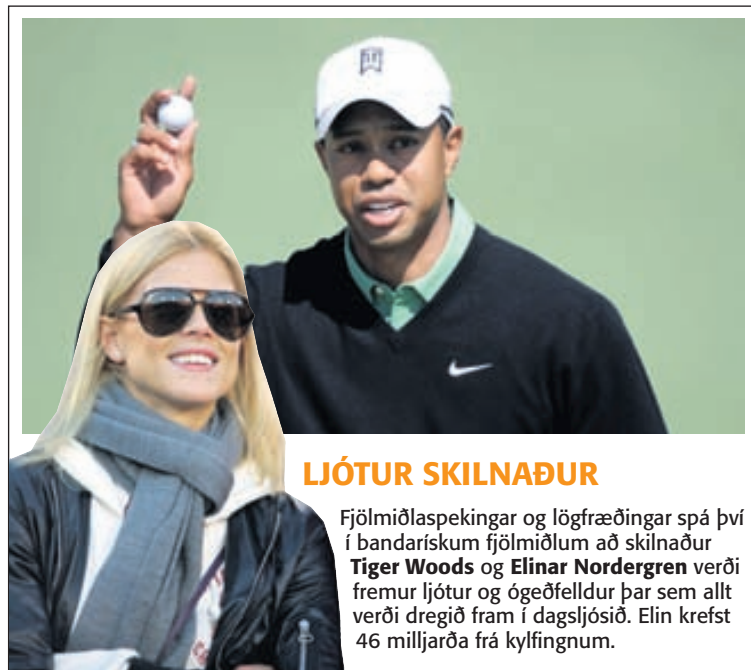 LJÓTUR SKILNAÐUR
Fjölmiðlaspekingar og lögfræðingar spá því
í bandarískum fjölmiðlum að skilnaður
Tiger Woods og Elinar Nordergren verði
fremur ljótur og ógeðfelldur þar sem allt
verði dregið fram í dagsljósið. Elin krefst
46 milljarða frá kylfingnum.